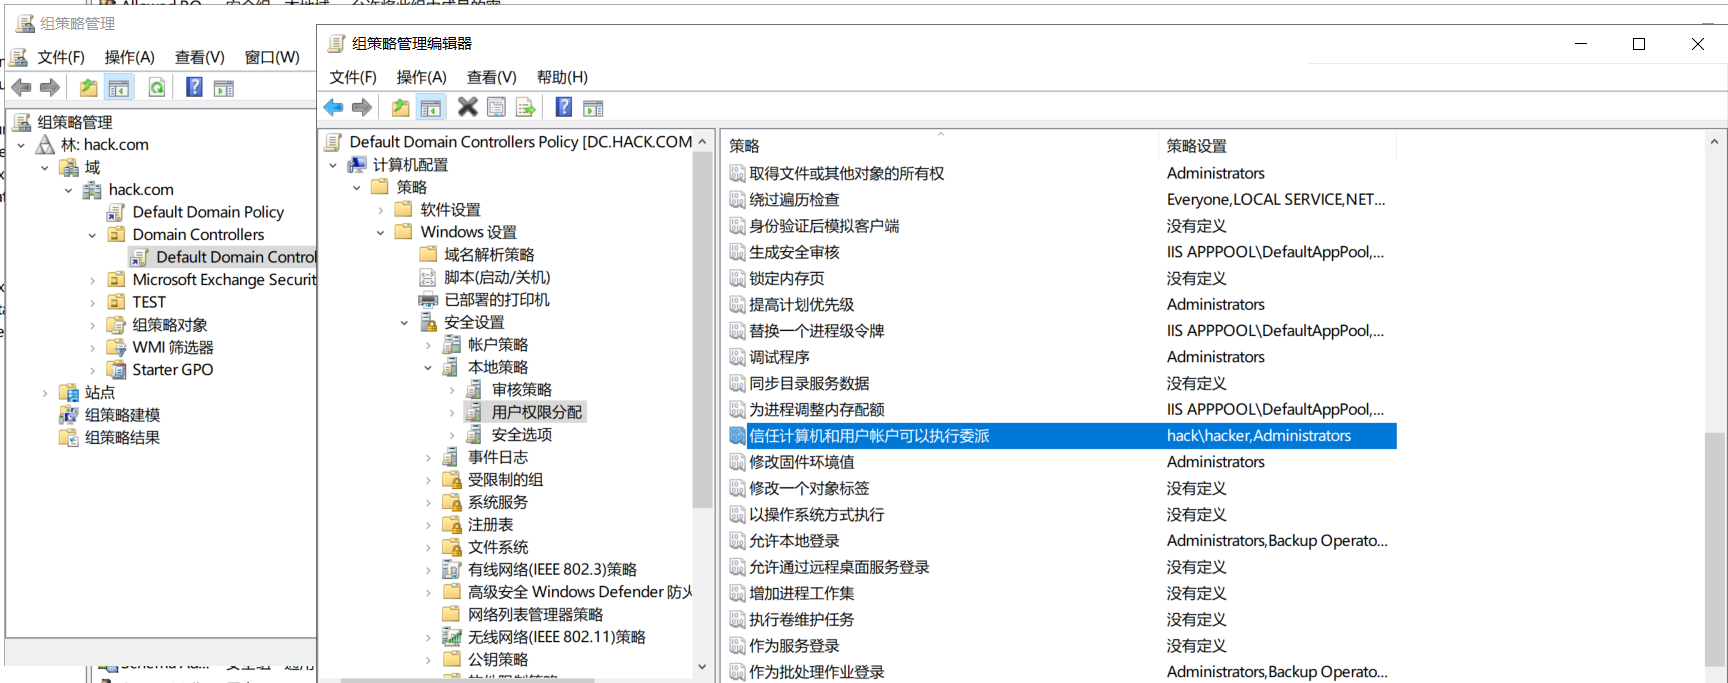 组策略管理
文件(F) 操作(A) 查看(V) 窗口(W)
组策略管理
林: hack.com
域
hack.com
Default Domain Policy
Domain Controllers
Default Domain Control
Microsoft Exchange Securit
TEST
组策略对象
WMI 筛选器
Starter GPO
站点
组策略建模
组策略结果
组策略管理编辑器
文件(F) 操作(A) 查看(V) 帮助(H)
Default Domain Controllers Policy [DC.HACK.COM
计算机配置
策略
软件设置
Windows 设置
域名解析策略
脚本(启动/关机)
已部署的打印机
安全设置
帐户策略
本地策略
审核策略
用户权限分配
安全选项
事件日志
受限制的组
系统服务
注册表
文件系统
有线网络(IEEE 802.3)策略
高级安全 Windows Defender 防火
网络列表管理器策略
无线网络(IEEE 802.11)策略
公钥策略
策略 策略设置
取得文件或其他对象的所有权 Administrators
绕过遍历检查 Everyone,LOCAL SERVICE,NET...
身份验证后模拟客户端 没有定义
生成安全审核 IIS APPPOOL\DefaultAppPool,...
锁定内存页 没有定义
提高计划优先级 Administrators
替换一个进程级令牌 IIS APPPOOL\DefaultAppPool,...
调试程序 Administrators
同步目录服务数据 没有定义
为进程调整内存配额 IIS APPPOOL\DefaultAppPool,...
信任计算机和用户帐户可以执行委派 hack\hacker,Administrators
修改固件环境值 Administrators
修改一个对象标签 没有定义
以操作系统方式执行 没有定义
允许本地登录 Administrators,Backup Operato...
允许通过远程桌面服务登录 没有定义
增加进程工作集 没有定义
执行卷维护任务 没有定义
作为服务登录 没有定义
作为批处理作业登录 Administrators,Backup Operato...